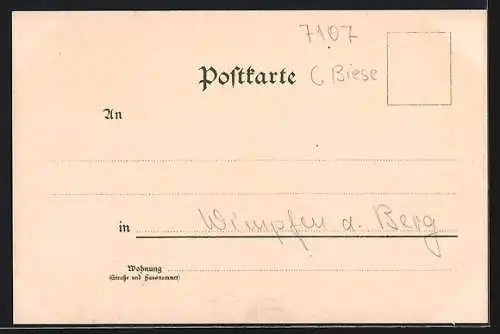 7107
Postkarte C Biese
An
in Wimpfen a. Berg
Wohnung
(Straße und Hausnummer)